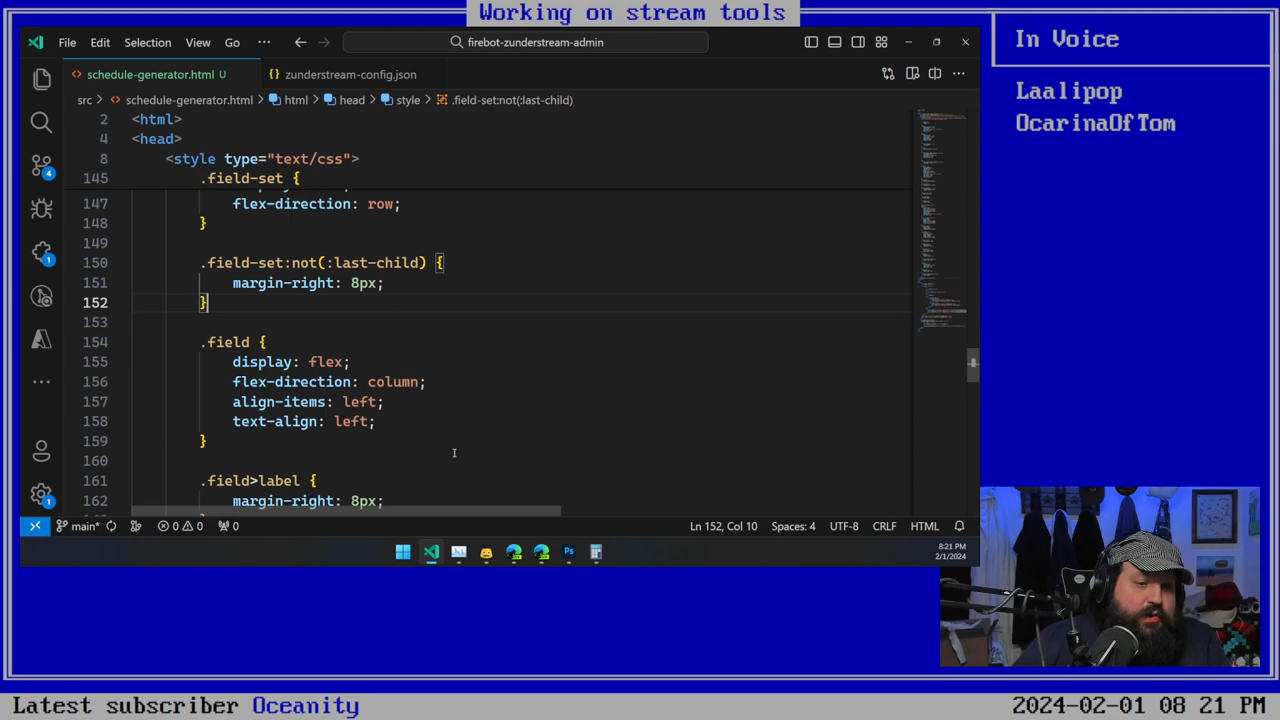 Working on stream tools
File Edit Selection View Go ··· firebot-zunderstream-admin
In Voice
Laalipop
OcarinaOfTom
schedule-generator.html U zunderstream-config.json
src > schedule-generator.html > html > head > style > .field-set:not(:last-child)
2 <html>
4 <head>
8 <style type="text/css">
145 .field-set {
147 flex-direction: row;
148 }
149
150 .field-set:not(:last-child) {
151 margin-right: 8px;
152 }
153
154 .field {
155 display: flex;
156 flex-direction: column;
157 align-items: left;
158 text-align: left;
159 }
160
161 .field>label {
162 margin-right: 8px;
4
1
1
main* 0 0 0 Ln 152, Col 10 Spaces: 4 UTF-8 CRLF HTML
8:21 PM
2/1/2024
Ps
Latest subscriber Oceanity
2024-02-01 08 21 PM